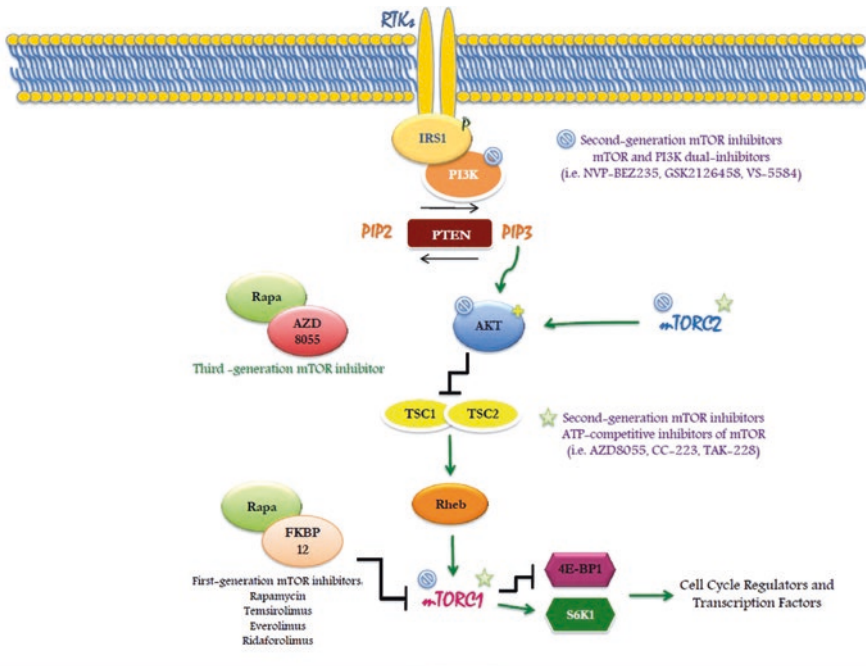 RTKs
IRS1
P
PI3K
Second-generation mTOR inhibitors
mTOR and PI3K dual-inhibitors
(i.e. NVP-BEZ235, GSK2126458, VS-5584)
PIP2
PTEN
PIP3
Rapa
AZD
8055
Third -generation mTOR inhibitor
AKT
mTORC2
TSC1
TSC2
Second-generation mTOR inhibitors
ATP-competitive inhibitors of mTOR
(i.e. AZD8055, CC-223, TAK-228)
Rapa
FKBP
12
Rheb
First-generation mTOR inhibitors
Rapamycin
Temsirolimus
Everolimus
Ridaforolimus
mTORC1
4E-BP1
S6K1
Cell Cycle Regulators and
Transcription Factors